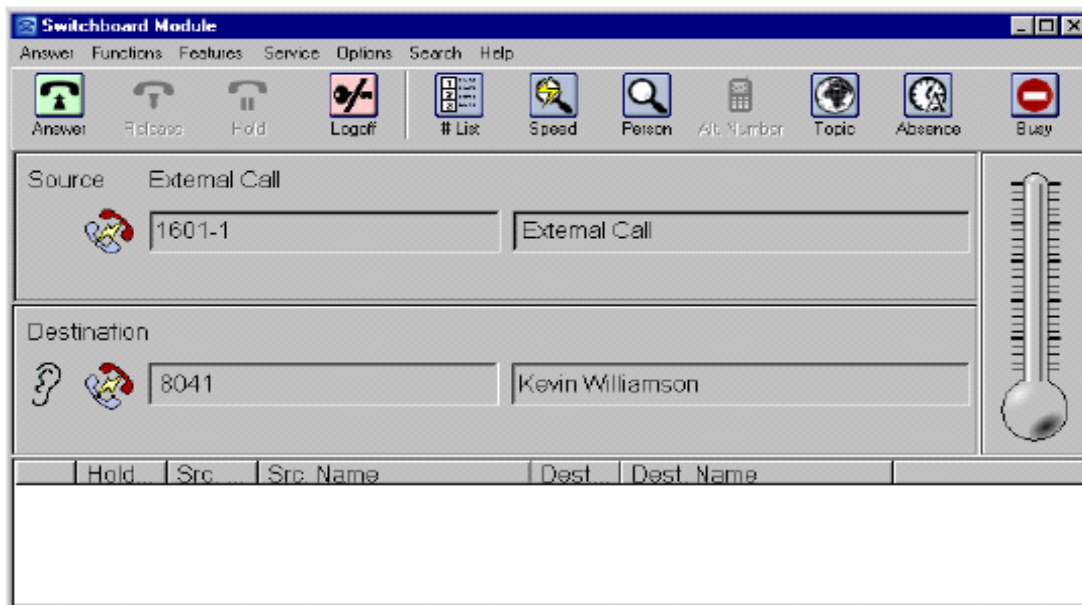 Switchboard Module
Answer Functions Features Service Options Search Help
Answer Release Hold Logoff # List Speed Person Alt. Number Topic Absence Busy
Source External Call
1601-1 External Call
Destination
8041 Kevin Williamson
Hold... Src. ... Src. Name Dest... Dest. Name